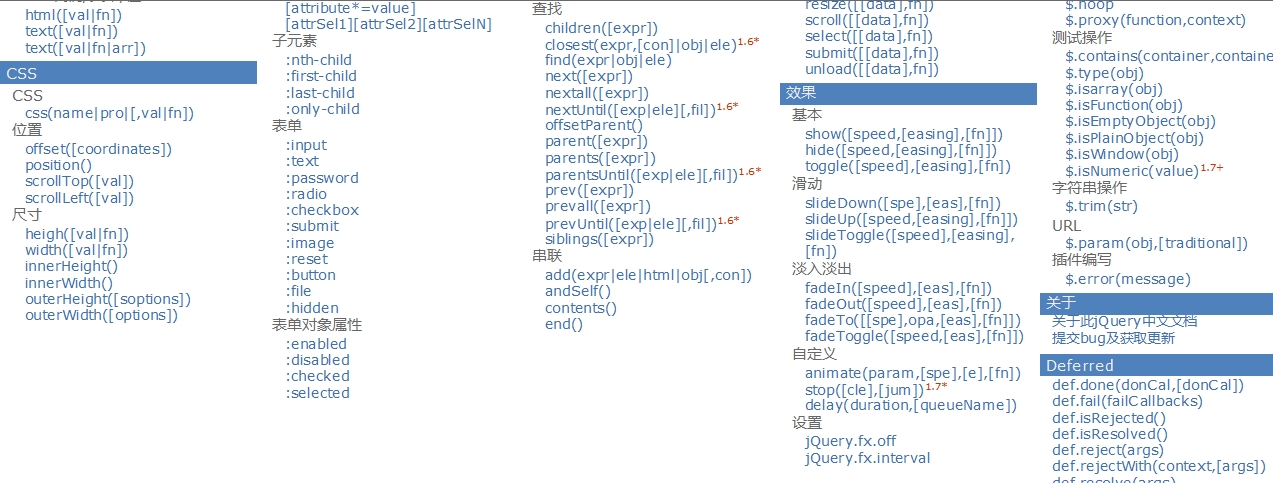 html([val|fn])
text([val|fn])
text([val|fn|arr])
CSS
CSS
css(name|pro|[,val|fn])
位置
offset([coordinates])
position()
scrollTop([val])
scrollLeft([val])
尺寸
heigh([val|fn])
width([val|fn])
innerHeight()
innerWidth()
outerHeight([soptions])
outerWidth([options])
[attribute*=value]
[attrSel1][attrSel2][attrSelN]
子元素
:nth-child
:first-child
:last-child
:only-child
表单
:input
:text
:password
:radio
:checkbox
:submit
:image
:reset
:button
:file
:hidden
表单对象属性
:enabled
:disabled
:checked
:selected
查找
children([expr])
closest(expr,[con]|obj|ele)1.6*
find(expr|obj|ele)
next([expr])
nextall([expr])
nextUntil([exp|ele][,fil])1.6*
offsetParent()
parent([expr])
parents([expr])
parentsUntil([exp|ele][,fil])1.6*
prev([expr])
prevall([expr])
prevUntil([exp|ele][,fil])1.6*
siblings([expr])
串联
add(expr|ele|html|obj[,con])
andSelf()
contents()
end()
resize([[data],fn])
scroll([[data],fn])
select([[data],fn])
submit([[data],fn])
unload([[data],fn])
效果
基本
show([speed,[easing],[fn]])
hide([speed,[easing],[fn]])
toggle([speed],[easing],[fn])
滑动
slideDown([spe],[eas],[fn])
slideUp([speed,[easing],[fn]])
slideToggle([speed],[easing],
[fn])
淡入淡出
fadeIn([speed],[eas],[fn])
fadeOut([speed],[eas],[fn])
fadeTo([[spe],opa,[eas],[fn]])
fadeToggle([speed,[eas],[fn]])
自定义
animate(param,[spe],[e],[fn])
stop([cle],[jum])1.7*
delay(duration,[queueName])
设置
jQuery.fx.off
jQuery.fx.interval
$.noop
$.proxy(function,context)
测试操作
$.contains(container,containe
$.type(obj)
$.isarray(obj)
$.isFunction(obj)
$.isEmptyObject(obj)
$.isPlainObject(obj)
$.isWindow(obj)
$.isNumeric(value)1.7+
字符串操作
$.trim(str)
URL
$.param(obj,[traditional])
插件编写
$.error(message)
关于
关于此jQuery中文文档
提交bug及获取更新
Deferred
def.done(donCal,[donCal])
def.fail(failCallbacks)
def.isRejected()
def.isResolved()
def.reject(args)
def.rejectWith(context,[args])
def.resolve(args)